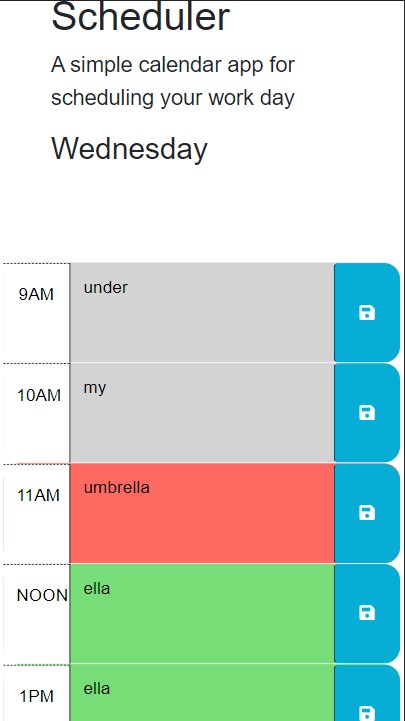 Scheduler
A simple calendar app for
scheduling your work day
Wednesday
9AM under
10AM my
11AM umbrella
NOON ella
1PM ella